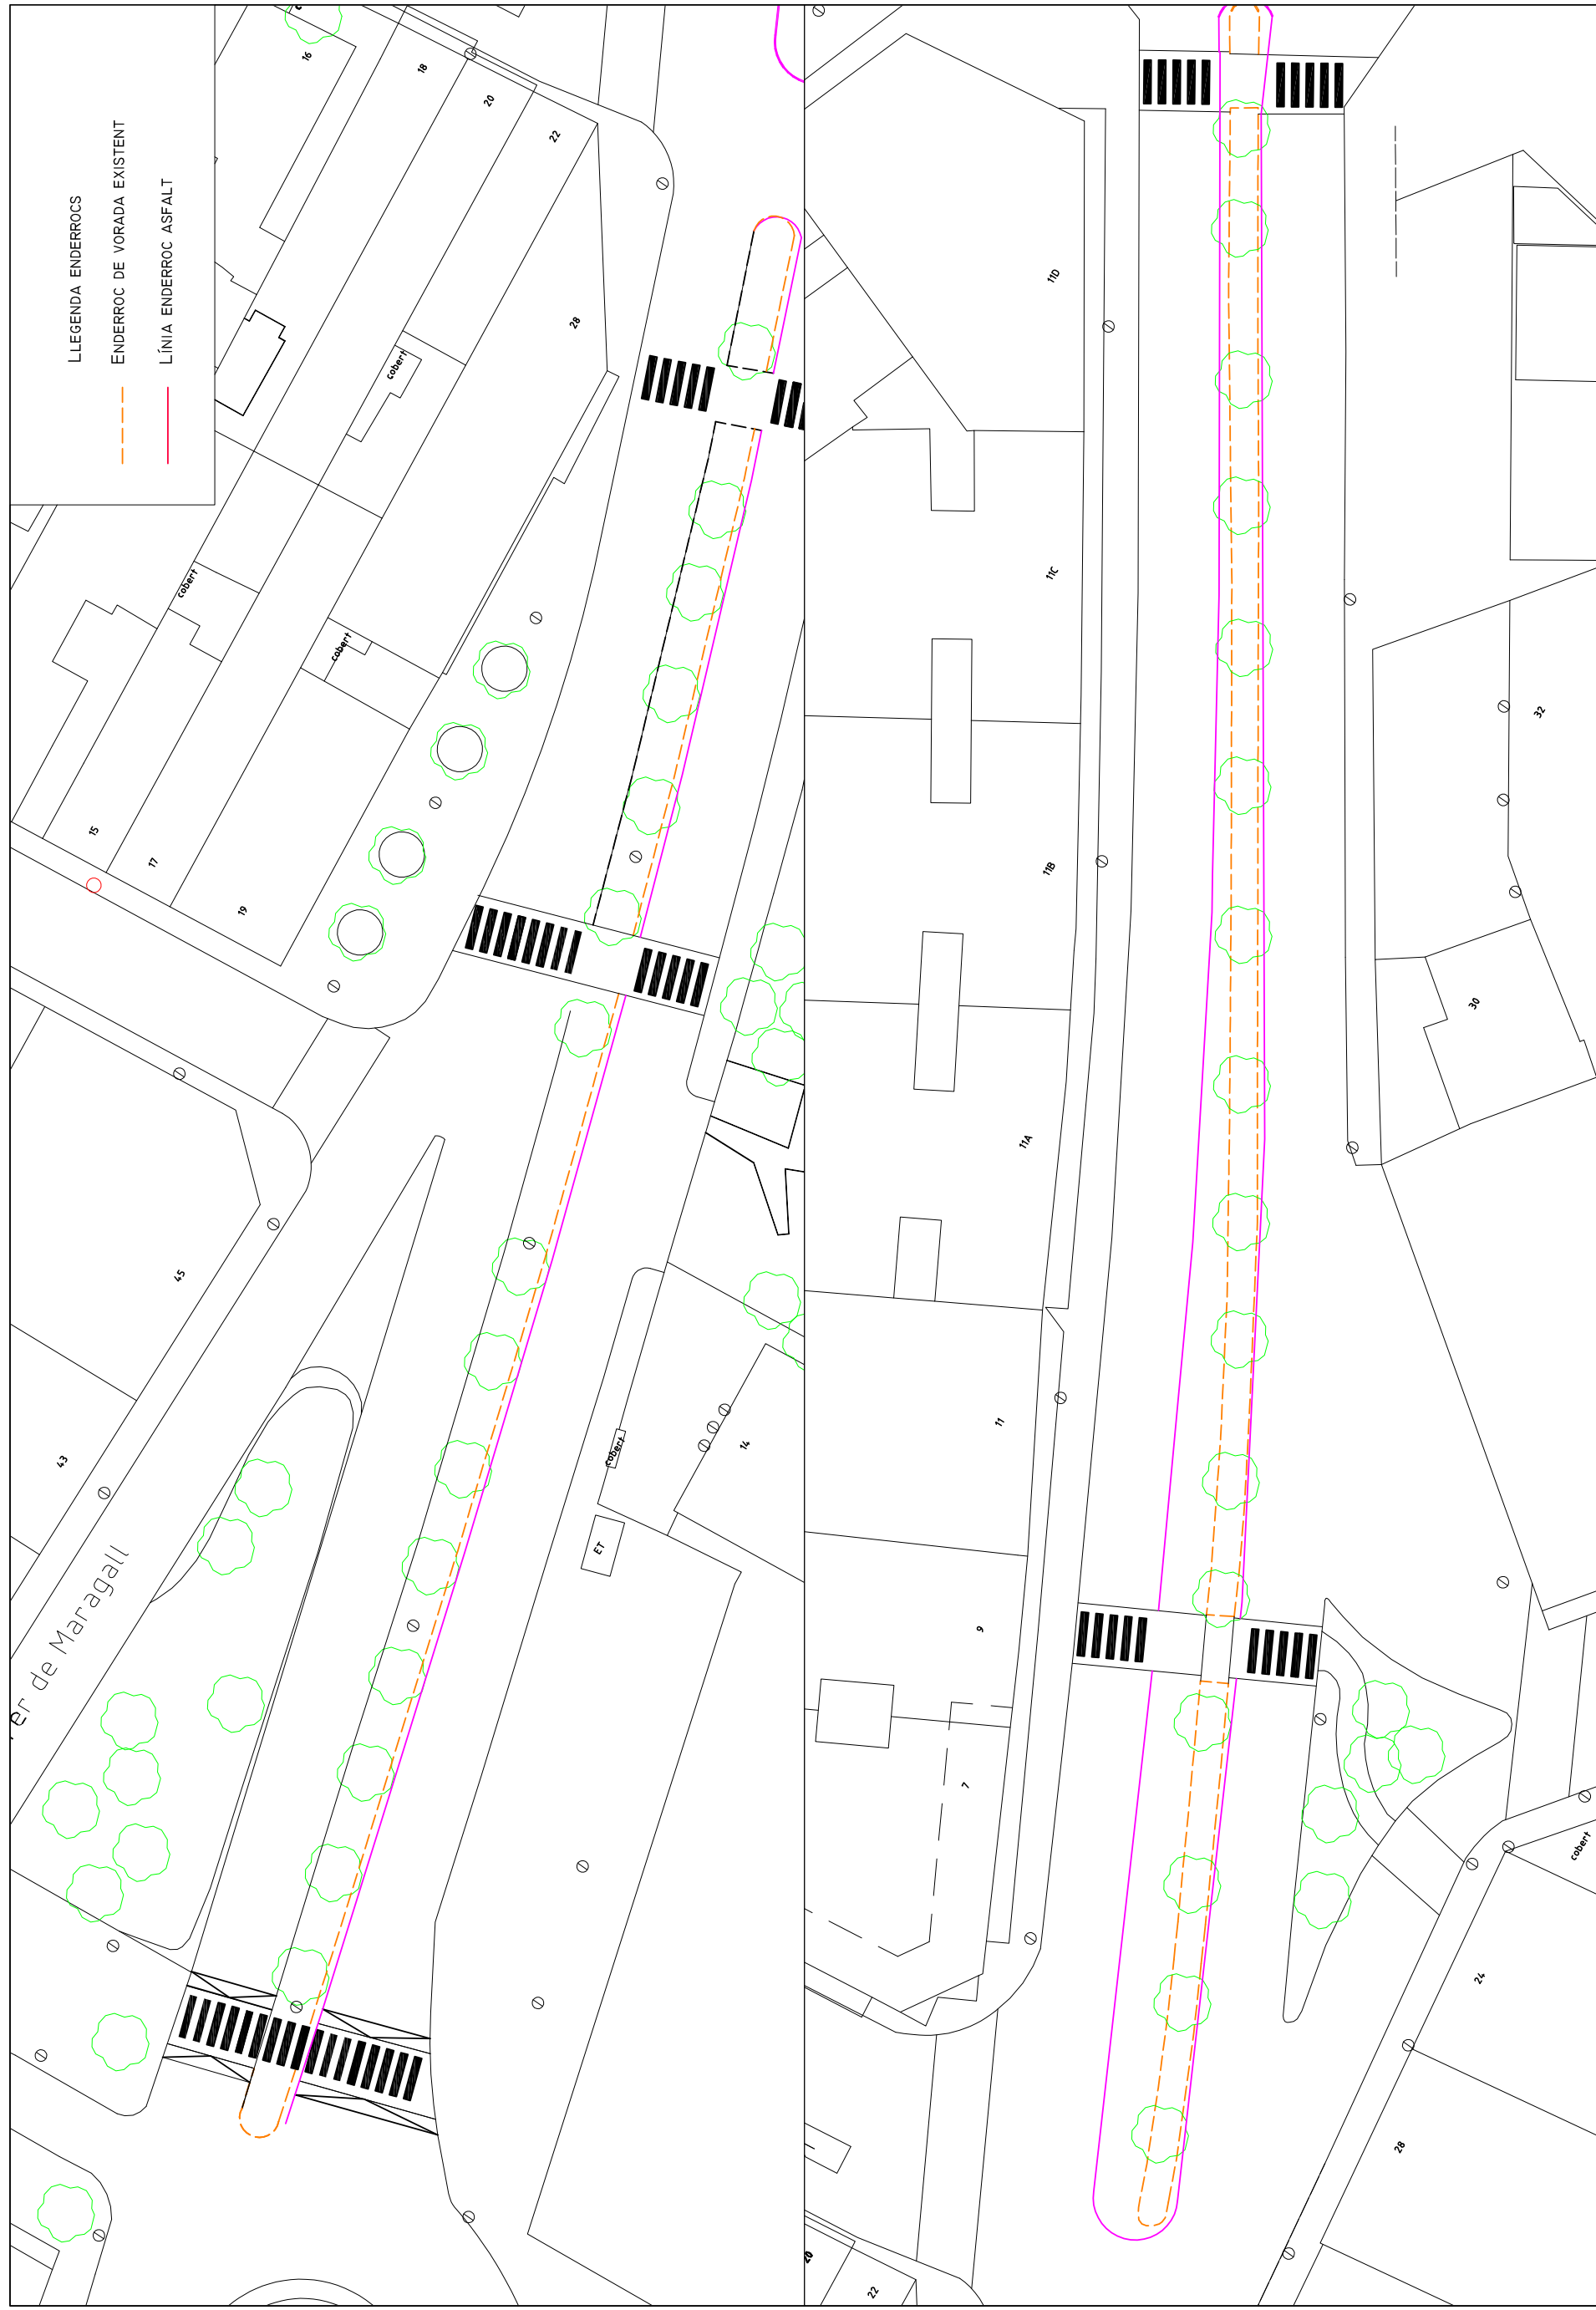 LLEGENDA ENDERROCS
ENDERROC DE VORADA EXISTENT
LÍNIA ENDERROC ASFALT
16
18
20
22
28
cobert
cobert
cobert
15
17
19
45
43
er de Maragall
cobert
14
ET
11D
11C
11B
11A
11
9
7
32
30
cobert
24
28
20
22